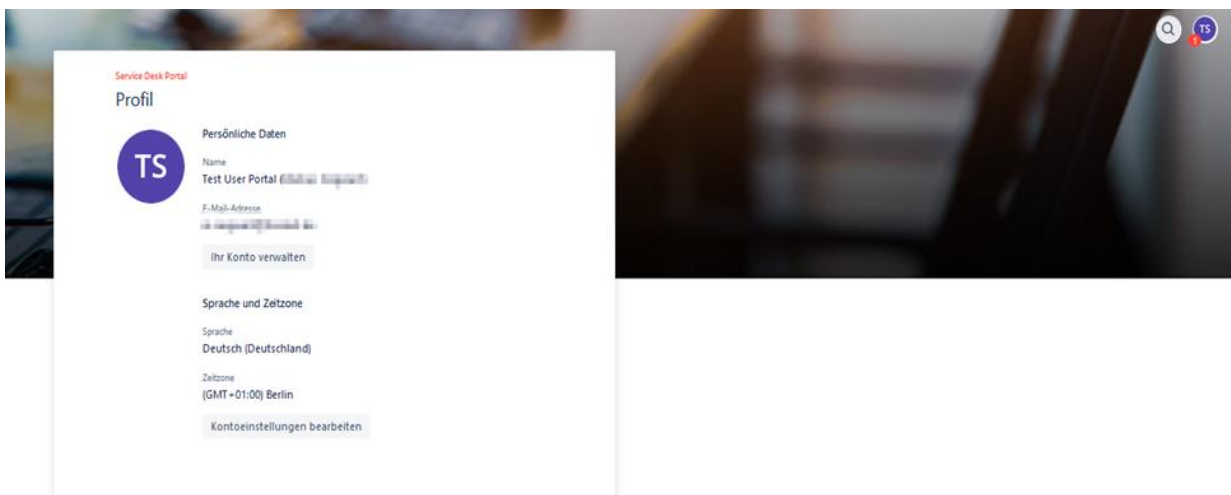 TS
1
Service Desk Portal
Profil
TS
Persönliche Daten
Name
Test User Portal (
E-Mail-Adresse
Ihr Konto verwalten
Sprache und Zeitzone
Sprache
Deutsch (Deutschland)
Zeitzone
(GMT+01:00) Berlin
Kontoeinstellungen bearbeiten